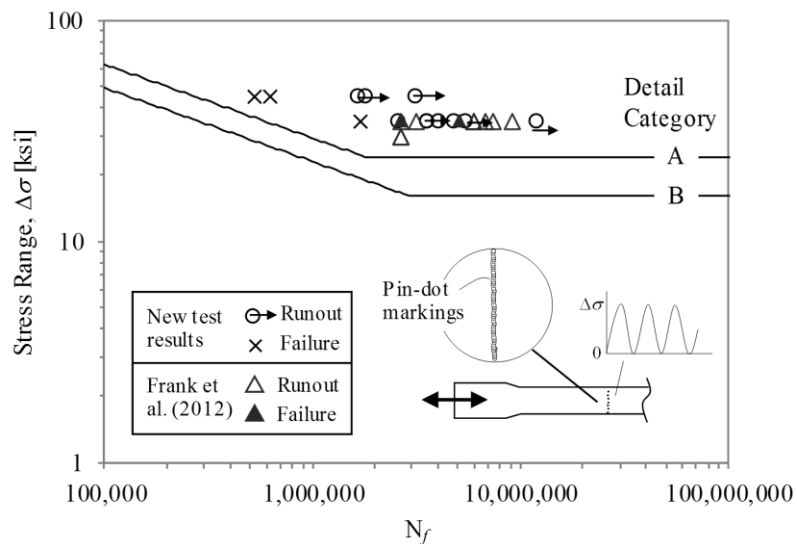 100
10
1
Stress Range, Δσ [ksi]
Detail
Category
A
B
Pin-dot
markings
Δσ
0
New test
results
Runout
Failure
Frank et
al. (2012)
Runout
Failure
100,000
1,000,000
10,000,000
100,000,000
N_f